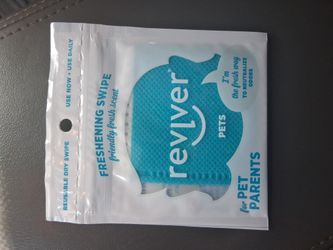 REUSABLE DRY SWIPE • USE NOW • USE DAILY
FRESHENING SWIPE
friendly fresh scent
reviver
PETS
I'm
the fresh way
TO NEUTRALIZE
ODORS
for PET
PARENTS